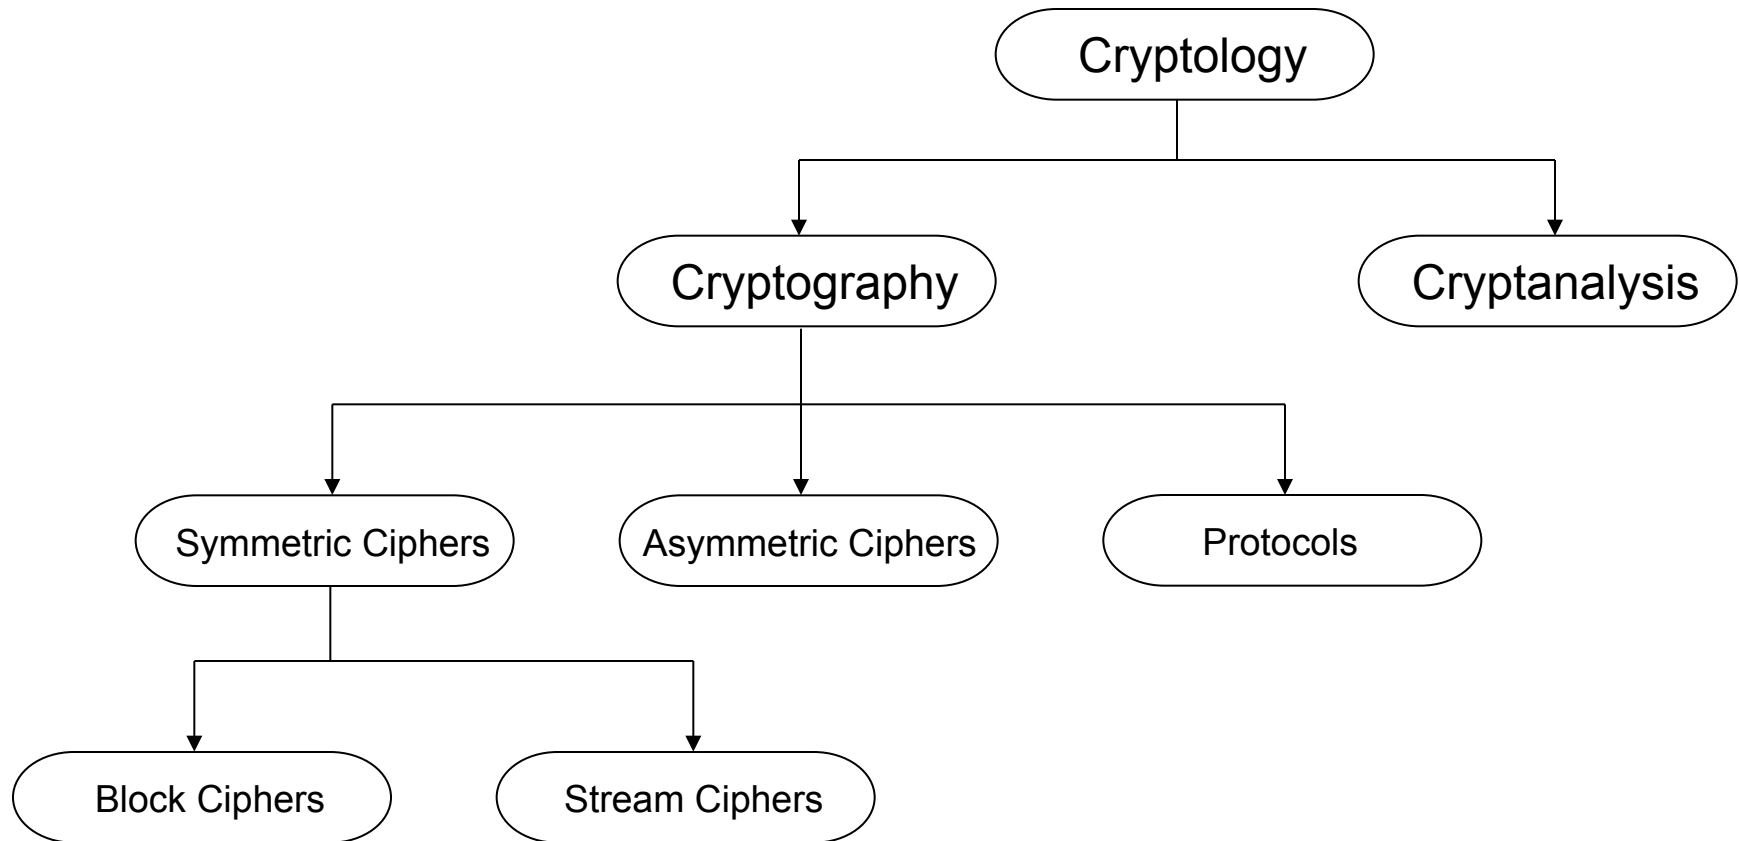 Cryptology
Cryptography
Cryptanalysis
Symmetric Ciphers
Asymmetric Ciphers
Protocols
Block Ciphers
Stream Ciphers